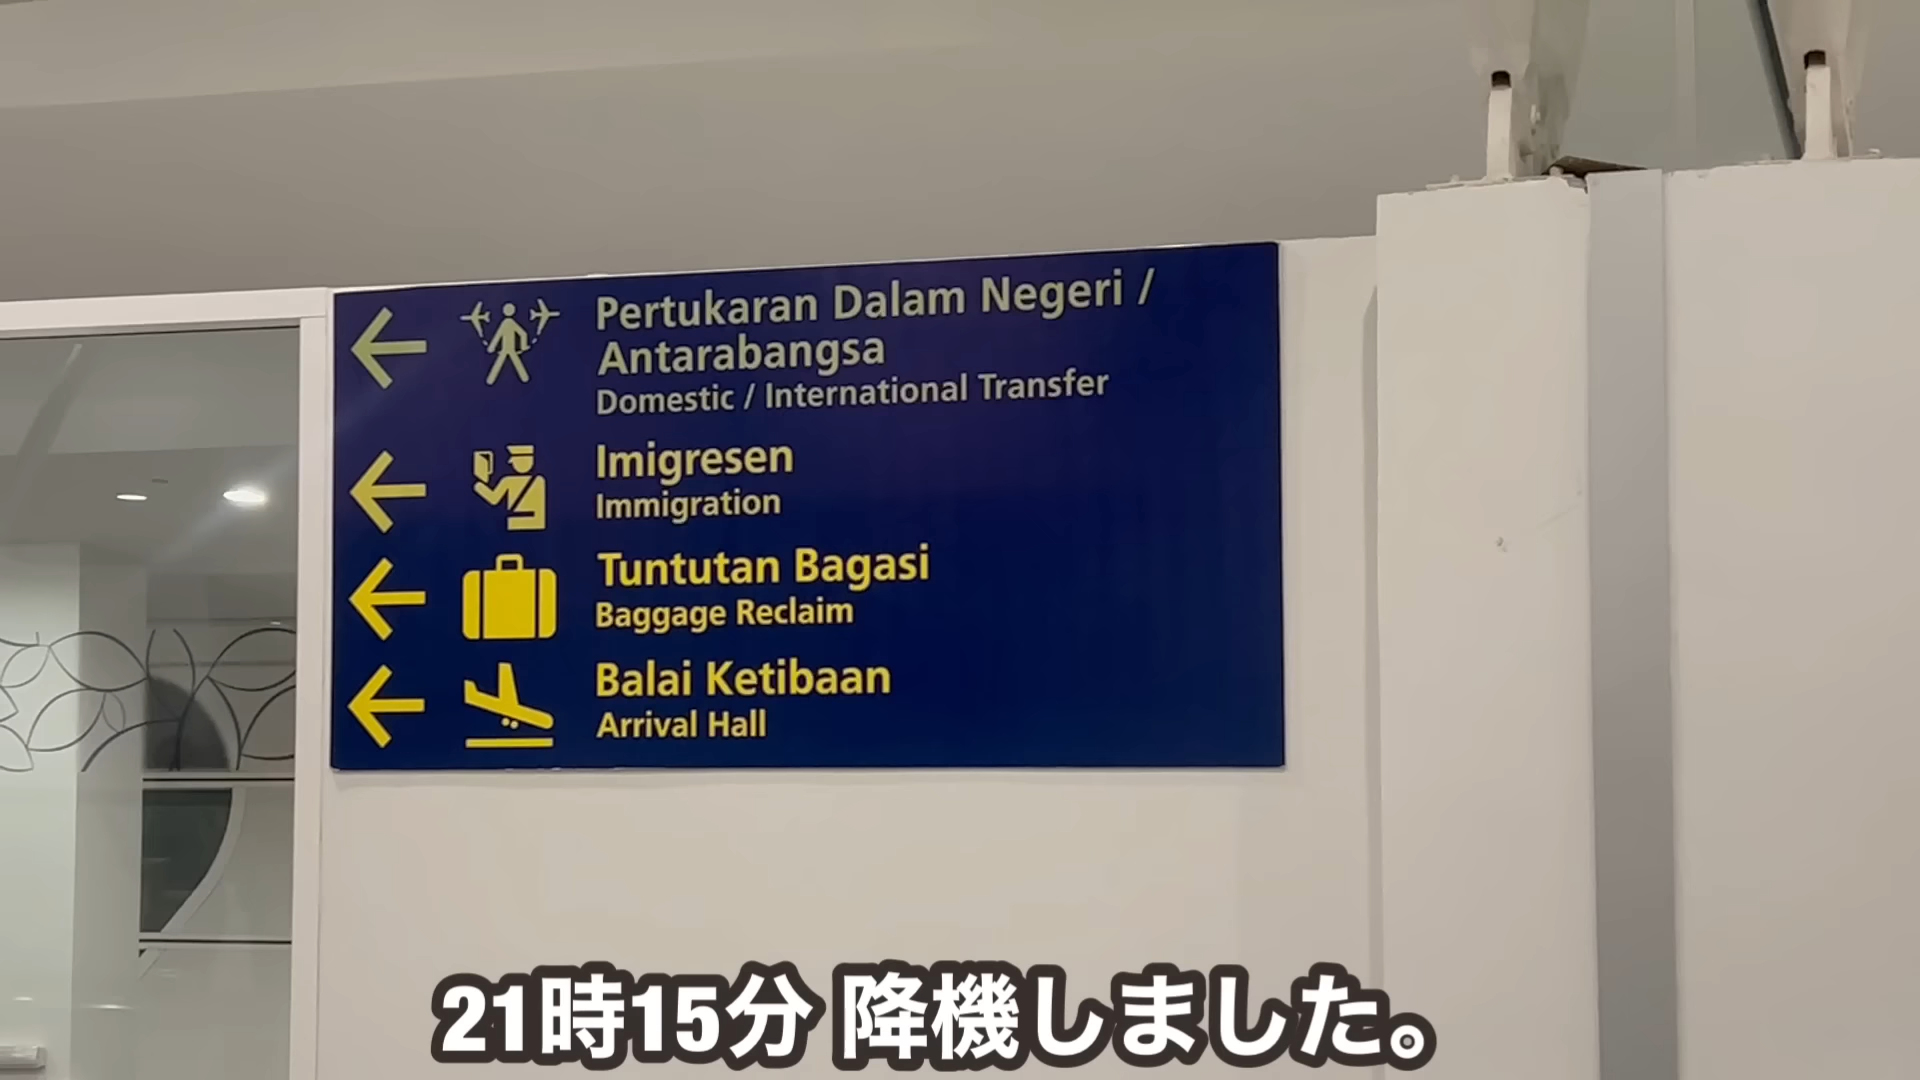 Pertukaran Dalam Negeri /
Antarabangsa
Domestic / International Transfer
Imigresen
Immigration
Tuntutan Bagasi
Baggage Reclaim
Balai Ketibaan
Arrival Hall
21時15分 降機しました。